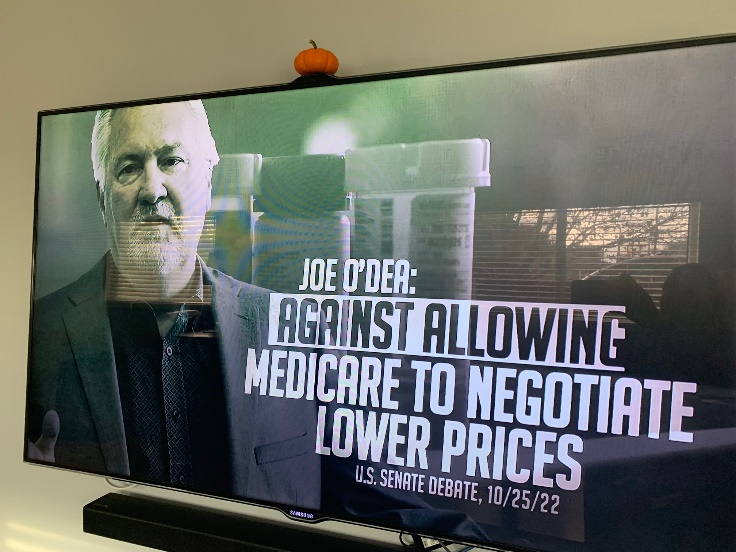 JOE O'DEA:
AGAINST ALLOWING
MEDICARE TO NEGOTIATE
LOWER PRICES
U.S. SENATE DEBATE, 10/25/22
SAMSUNG